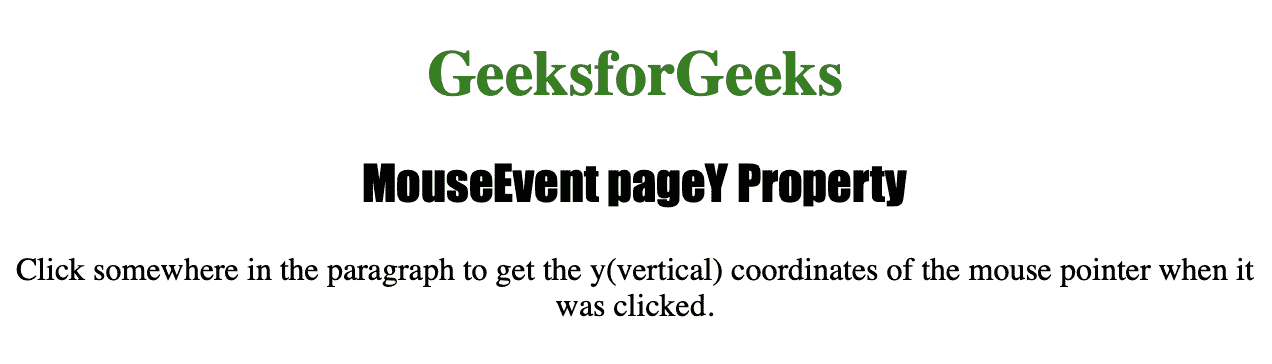 GeeksforGeeks
MouseEvent pageY Property
Click somewhere in the paragraph to get the y(vertical) coordinates of the mouse pointer when it
was clicked.